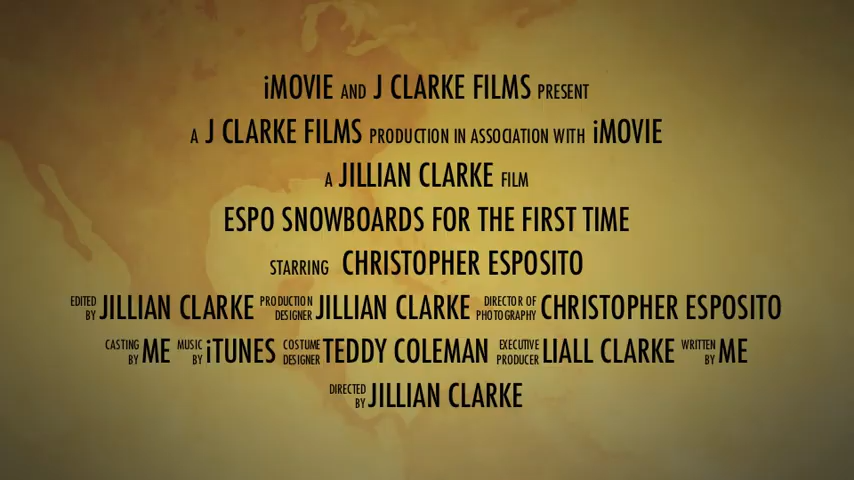 iMOVIE AND J CLARKE FILMS PRESENT
A J CLARKE FILMS PRODUCTION IN ASSOCIATION WITH iMOVIE
A JILLIAN CLARKE FILM
ESPO SNOWBOARDS FOR THE FIRST TIME
STARRING CHRISTOPHER ESPOSITO
EDITED BY JILLIAN CLARKE PRODUCTION DESIGNER JILLIAN CLARKE DIRECTOR OF PHOTOGRAPHY CHRISTOPHER ESPOSITO
CASTING BY ME MUSIC BY iTUNES COSTUME DESIGNER TEDDY COLEMAN EXECUTIVE PRODUCER LIALL CLARKE WRITTEN BY ME
DIRECTED BY JILLIAN CLARKE